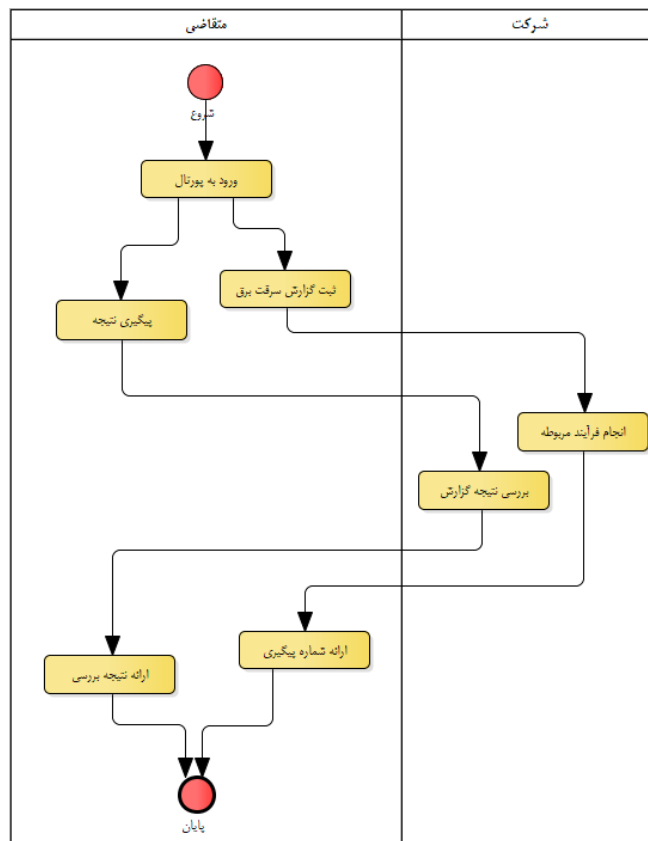 شرکت
متقاضی
شروع
ورود به پورتال
ثبت گزارش سرقت برق
پیگیری نتیجه
انجام فرآیند مربوطه
بررسی نتیجه گزارش
ارائه شماره پیگیری
ارائه نتیجه بررسی
پایان